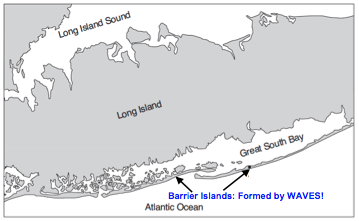 Long Island Sound
Long Island
Great South Bay
Barrier Islands: Formed by WAVES!
Atlantic Ocean